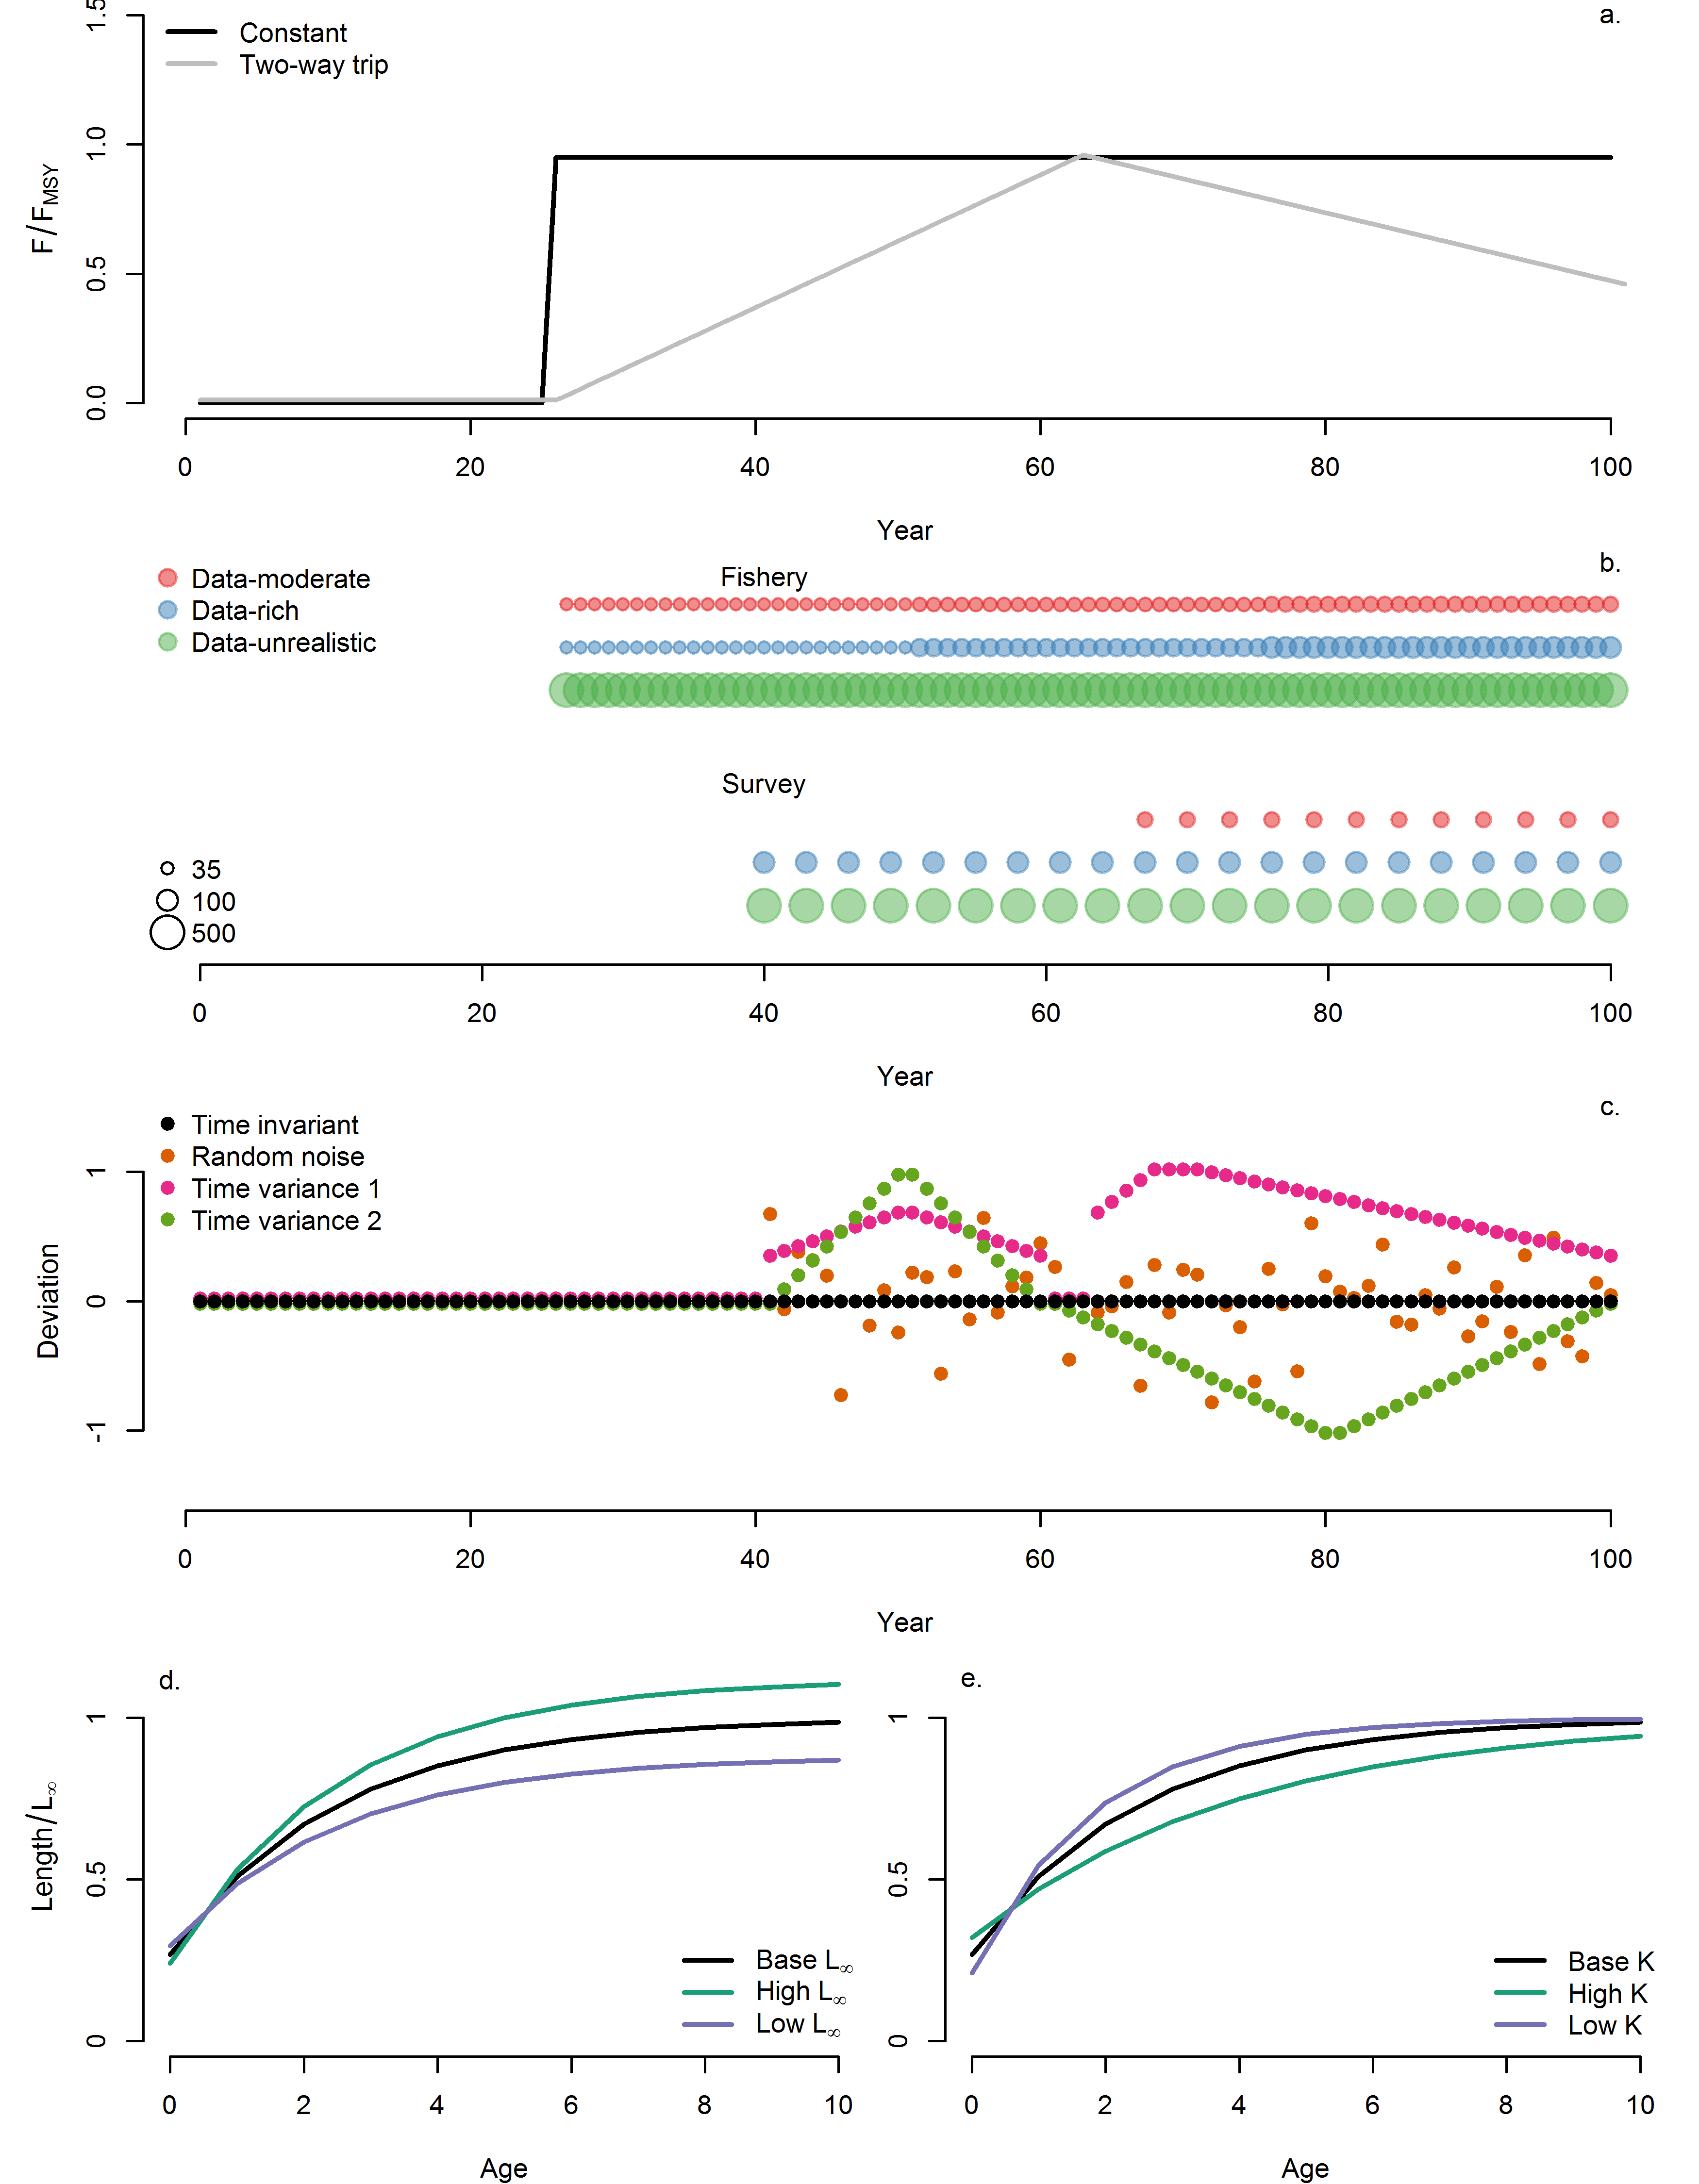 a.
1.5
Constant
Two-way trip
1.0
F/F_MSY
0.5
0.0
0 20 40 60 80 100
Year
b.
Data-moderate
Fishery
Data-rich
Data-unrealistic
Survey
35
100
500
0 20 40 60 80 100
Year
c.
Time invariant
Random noise
Time variance 1
Time variance 2
1
Deviation
0
-1
0 20 40 60 80 100
Year
d.
1
Length/L∞
0.5
0
Base L∞
High L∞
Low L∞
0 2 4 6 8 10
Age
e.
1
0.5
0
Base K
High K
Low K
0 2 4 6 8 10
Age